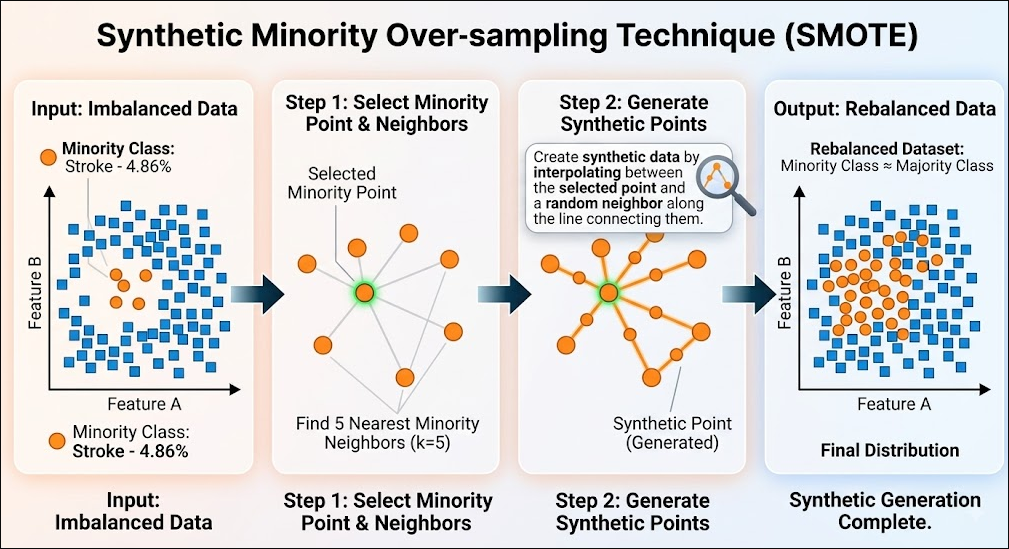 Synthetic Minority Over-sampling Technique (SMOTE)
Input: Imbalanced Data
Minority Class:
Stroke - 4.86%
Feature B
Feature A
Minority Class:
Stroke - 4.86%
Input:
Imbalanced Data
Step 1: Select Minority
Point & Neighbors
Selected
Minority Point
Find 5 Nearest Minority
Neighbors (k=5)
Step 1: Select Minority
Point & Neighbors
Step 2: Generate
Synthetic Points
Create synthetic data by
interpolating between
the selected point and
a random neighbor along
the line connecting them.
Synthetic Point
(Generated)
Step 2: Generate
Synthetic Points
Output: Rebalanced Data
Rebalanced Dataset:
Minority Class ≈ Majority Class
Feature B
Feature A
Final Distribution
Synthetic Generation
Complete.